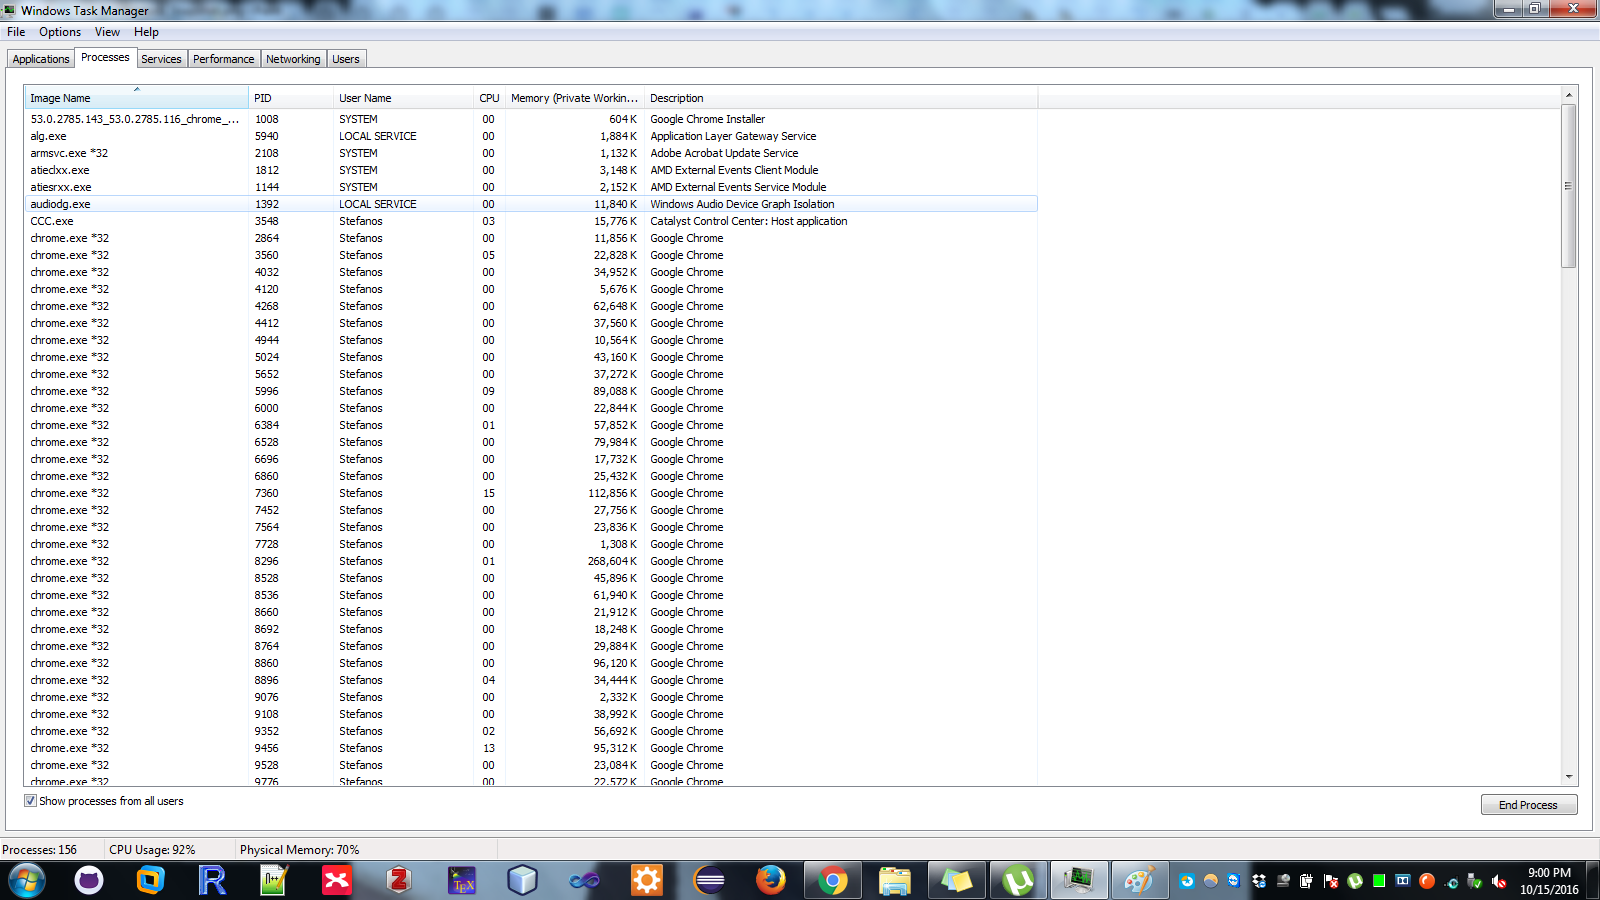 Windows Task Manager
File Options View Help
Applications Processes Services Performance Networking Users
Image Name PID User Name CPU Memory (Private Workin... Description
53.0.2785.143_53.0.2785.116_chrome_... 1008 SYSTEM 00 604 K Google Chrome Installer
alg.exe 5940 LOCAL SERVICE 00 1,884 K Application Layer Gateway Service
armsvc.exe *32 2108 SYSTEM 00 1,132 K Adobe Acrobat Update Service
atieclxx.exe 1812 SYSTEM 00 3,148 K AMD External Events Client Module
atiesrxx.exe 1144 SYSTEM 00 2,152 K AMD External Events Service Module
audiodg.exe 1392 LOCAL SERVICE 00 11,840 K Windows Audio Device Graph Isolation
CCC.exe 3548 Stefanos 03 15,776 K Catalyst Control Center: Host application
chrome.exe *32 2864 Stefanos 00 11,856 K Google Chrome
chrome.exe *32 3560 Stefanos 05 22,828 K Google Chrome
chrome.exe *32 4032 Stefanos 00 34,952 K Google Chrome
chrome.exe *32 4120 Stefanos 00 5,676 K Google Chrome
chrome.exe *32 4268 Stefanos 00 62,648 K Google Chrome
chrome.exe *32 4412 Stefanos 00 37,560 K Google Chrome
chrome.exe *32 4944 Stefanos 00 10,564 K Google Chrome
chrome.exe *32 5024 Stefanos 00 43,160 K Google Chrome
chrome.exe *32 5652 Stefanos 00 37,272 K Google Chrome
chrome.exe *32 5996 Stefanos 09 89,088 K Google Chrome
chrome.exe *32 6000 Stefanos 00 22,844 K Google Chrome
chrome.exe *32 6384 Stefanos 01 57,852 K Google Chrome
chrome.exe *32 6528 Stefanos 00 79,984 K Google Chrome
chrome.exe *32 6696 Stefanos 00 17,732 K Google Chrome
chrome.exe *32 6860 Stefanos 00 25,432 K Google Chrome
chrome.exe *32 7360 Stefanos 15 112,856 K Google Chrome
chrome.exe *32 7452 Stefanos 00 27,756 K Google Chrome
chrome.exe *32 7564 Stefanos 00 23,836 K Google Chrome
chrome.exe *32 7728 Stefanos 00 1,308 K Google Chrome
chrome.exe *32 8296 Stefanos 01 268,604 K Google Chrome
chrome.exe *32 8528 Stefanos 00 45,896 K Google Chrome
chrome.exe *32 8536 Stefanos 00 61,940 K Google Chrome
chrome.exe *32 8660 Stefanos 00 21,912 K Google Chrome
chrome.exe *32 8692 Stefanos 00 18,248 K Google Chrome
chrome.exe *32 8764 Stefanos 00 29,884 K Google Chrome
chrome.exe *32 8860 Stefanos 00 96,120 K Google Chrome
chrome.exe *32 8896 Stefanos 04 34,444 K Google Chrome
chrome.exe *32 9076 Stefanos 00 2,332 K Google Chrome
chrome.exe *32 9108 Stefanos 00 38,992 K Google Chrome
chrome.exe *32 9352 Stefanos 02 56,692 K Google Chrome
chrome.exe *32 9456 Stefanos 13 95,312 K Google Chrome
chrome.exe *32 9528 Stefanos 00 23,084 K Google Chrome
chrome.exe *32 9776 Stefanos 00 22,572 K Google Chrome
Show processes from all users
End Process
Processes: 156 CPU Usage: 92% Physical Memory: 70%
9:00 PM
10/15/2016